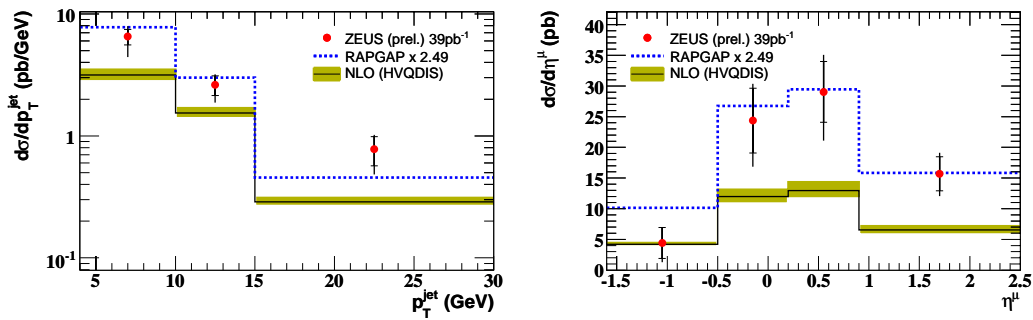 dσ/dp_T^jet (pb/GeV)
10
1
10⁻¹
ZEUS (prel.) 39pb⁻¹
RAPGAP x 2.49
NLO (HVQDIS)
5 10 15 20 25 30
p_T^jet (GeV)
dσ/dη^μ (pb)
40
35
30
25
20
15
10
5
0
ZEUS (prel.) 39pb⁻¹
RAPGAP x 2.49
NLO (HVQDIS)
-1.5 -1 -0.5 0 0.5 1 1.5 2 2.5
η^μ